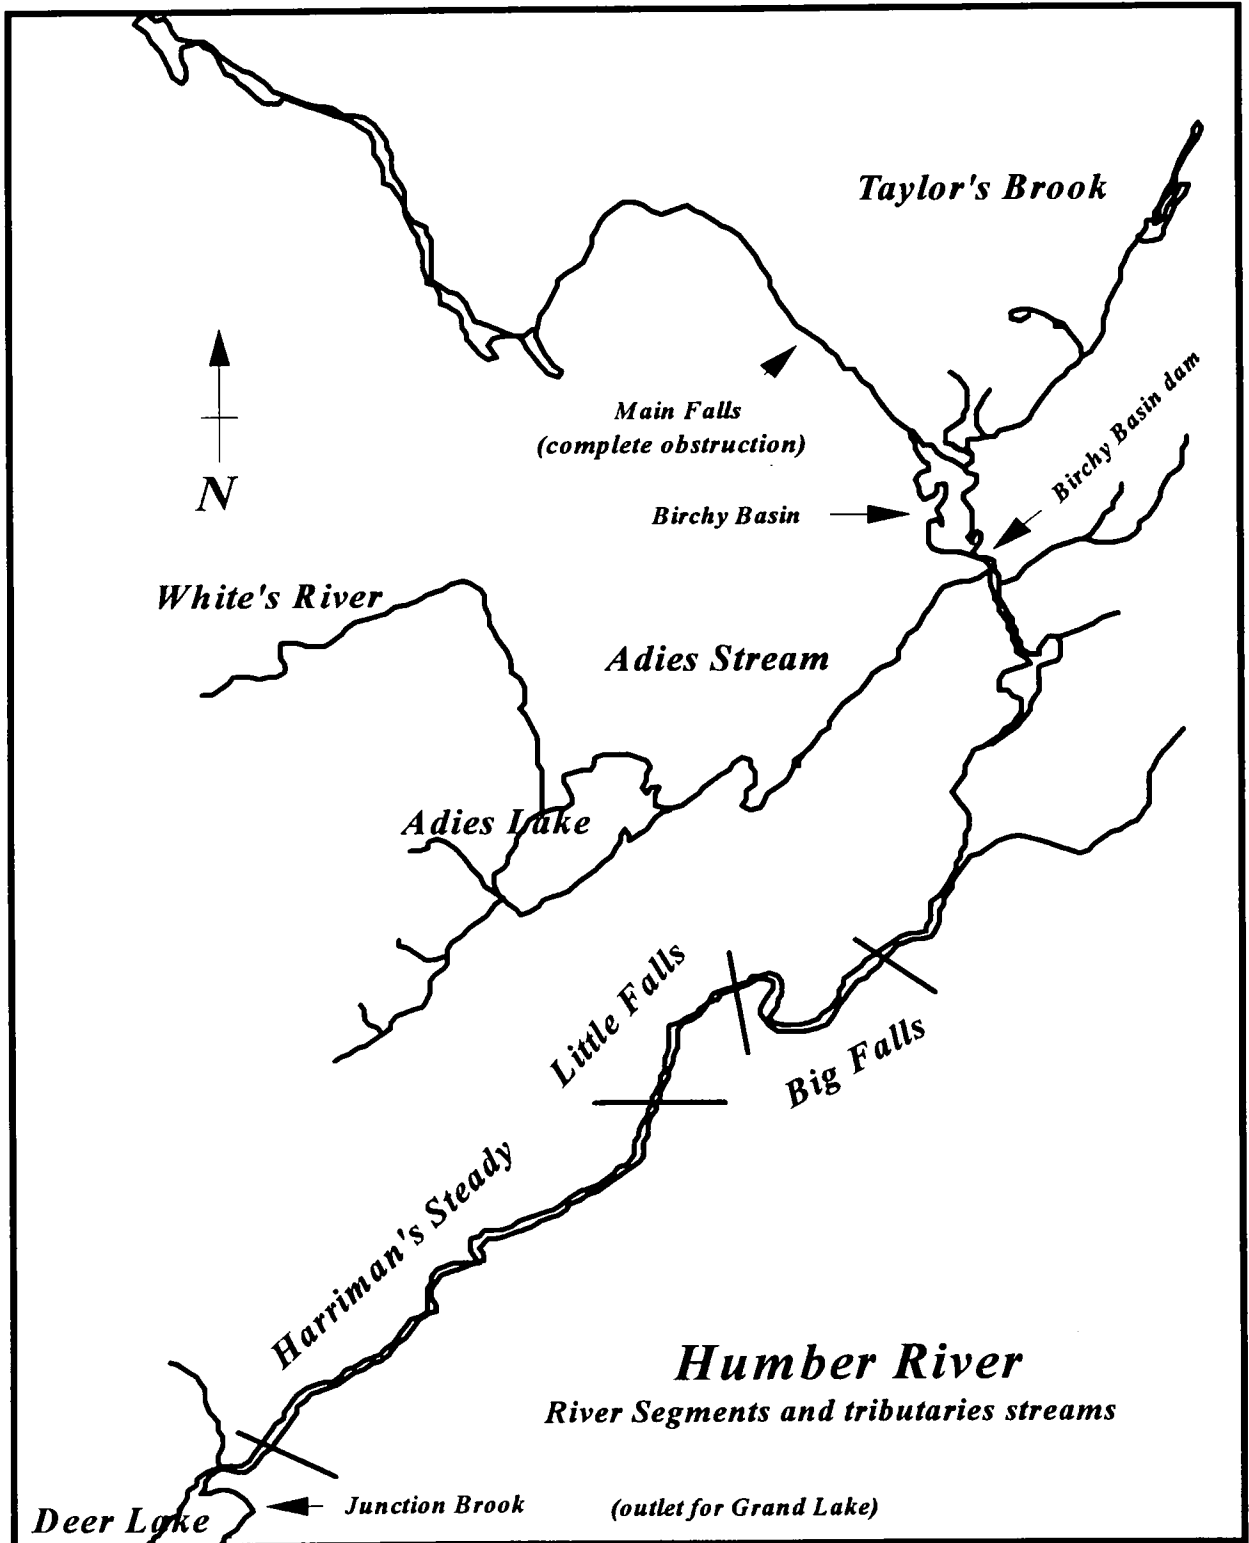 Taylor's Brook
Main Falls
(complete obstruction)
Birchy Basin dam
N
Birchy Basin
White's River
Adies Stream
Adies Lake
Little Falls
Big Falls
Harriman's Steady
Humber River
River Segments and tributaries streams
Junction Brook (outlet for Grand Lake)
Deer Lake